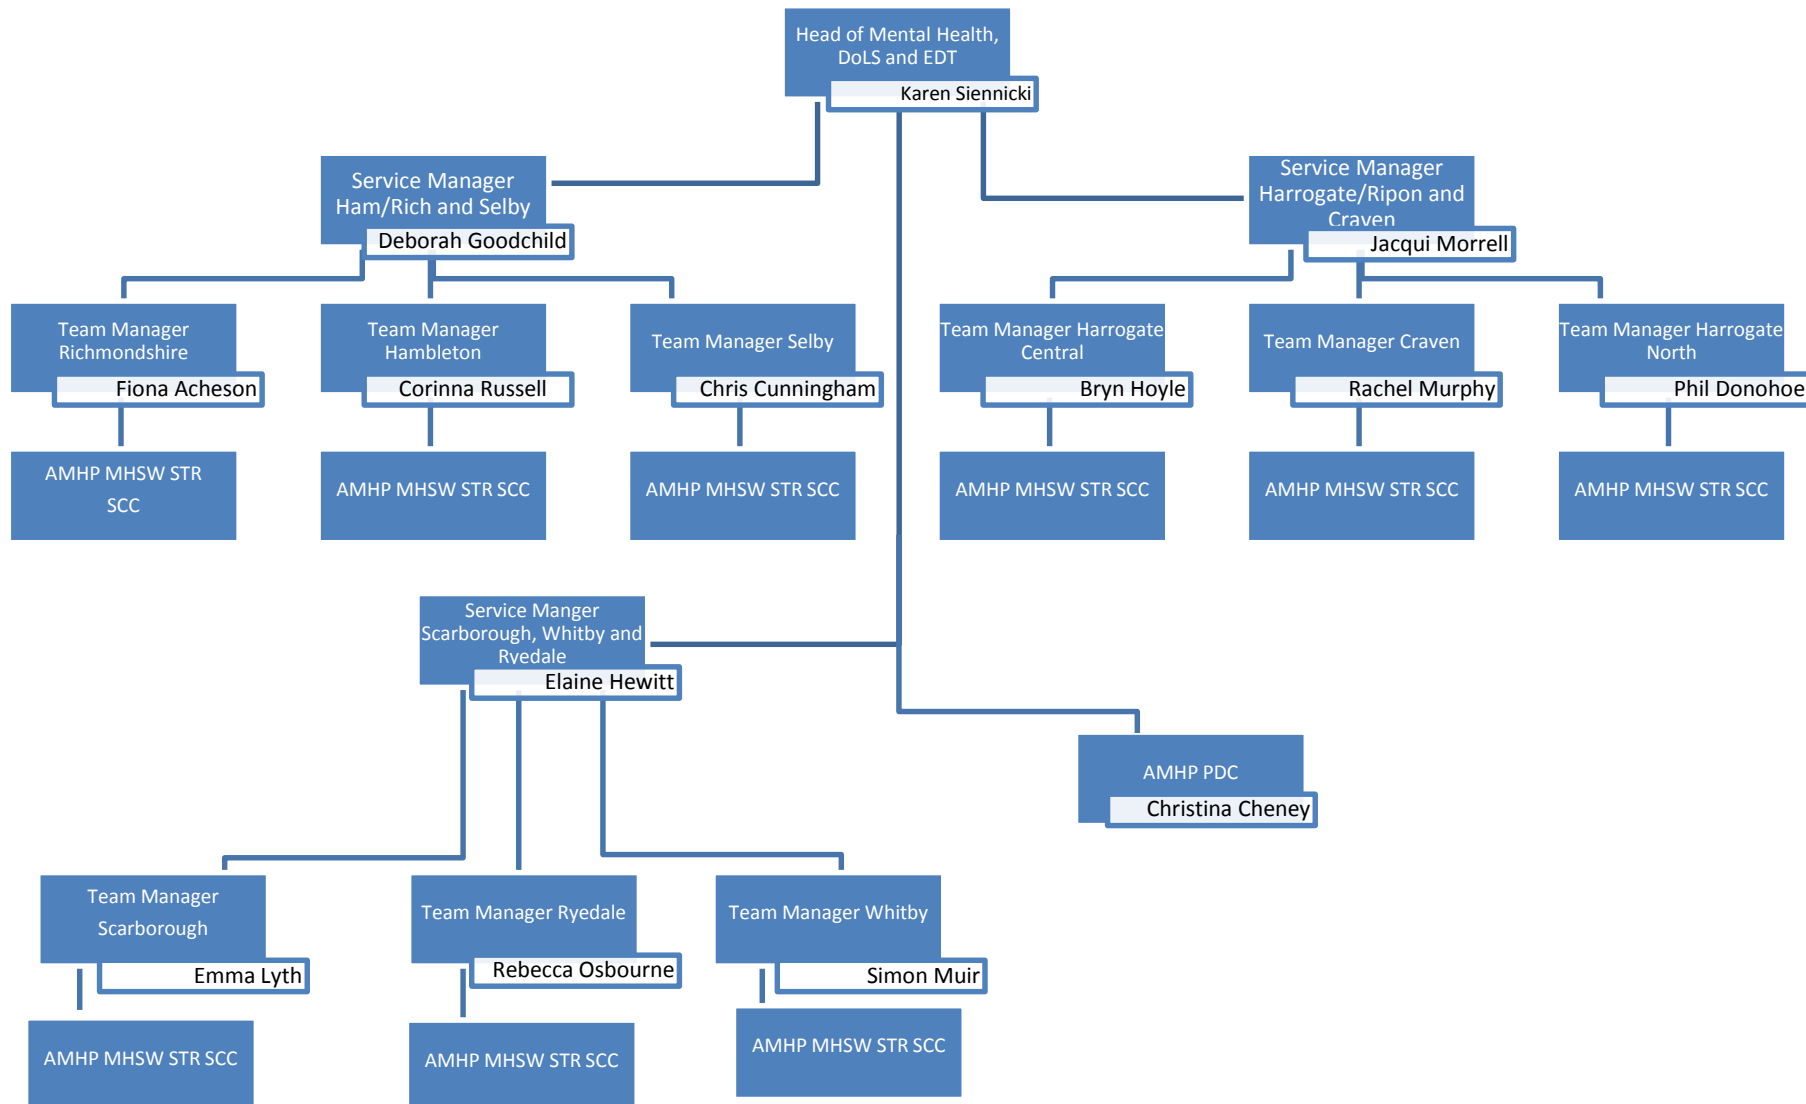 Head of Mental Health,
DoLS and EDT
Karen Siennicki
Service Manager
Ham/Rich and Selby
Deborah Goodchild
Service Manager
Harrogate/Ripon and
Craven
Jacqui Morrell
Team Manager
Richmondshire
Fiona Acheson
Team Manager
Hambleton
Corinna Russell
Team Manager Selby
Chris Cunningham
Team Manager Harrogate
Central
Bryn Hoyle
Team Manager Craven
Rachel Murphy
Team Manager Harrogate
North
Phil Donohoe
AMHP MHSW STR
SCC
AMHP MHSW STR SCC
AMHP MHSW STR SCC
AMHP MHSW STR SCC
AMHP MHSW STR SCC
AMHP MHSW STR SCC
Service Manger
Scarborough, Whitby and
Ryedale
Elaine Hewitt
AMHP PDC
Christina Cheney
Team Manager
Scarborough
Emma Lyth
Team Manager Ryedale
Rebecca Osbourne
Team Manager Whitby
Simon Muir
AMHP MHSW STR SCC
AMHP MHSW STR SCC
AMHP MHSW STR SCC